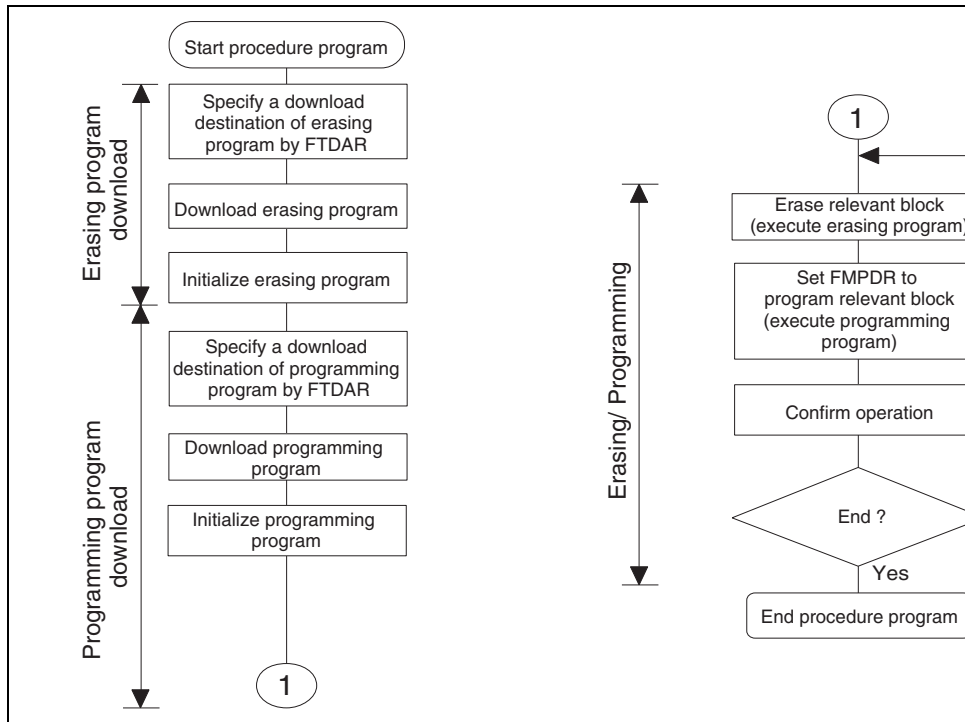 Start procedure program
Erasing program
download
Specify a download
destination of erasing
program by FTDAR
Download erasing program
Initialize erasing program
Programming program
download
Specify a download
destination of programming
program by FTDAR
Download programming
program
Initialize programming
program
1
1
Erasing/ Programming
Erase relevant block
(execute erasing program)
Set FMPDR to
program relevant block
(execute programming
program)
Confirm operation
End ?
Yes
End procedure program